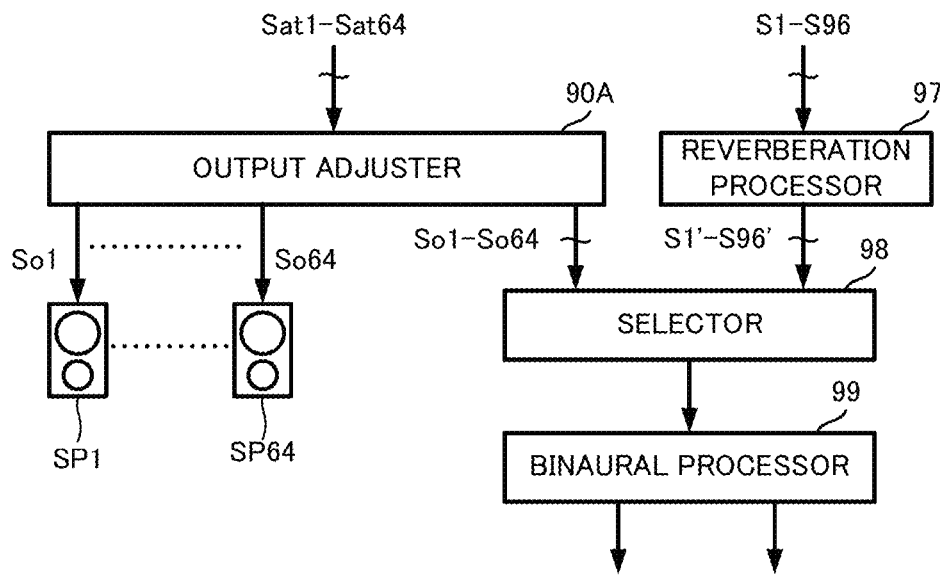 Sat1-Sat64
S1-S96
90A
97
OUTPUT ADJUSTER
REVERBERATION
PROCESSOR
So1
So64
So1-So64
S1'-S96'
98
SELECTOR
SP1
SP64
99
BINAURAL PROCESSOR